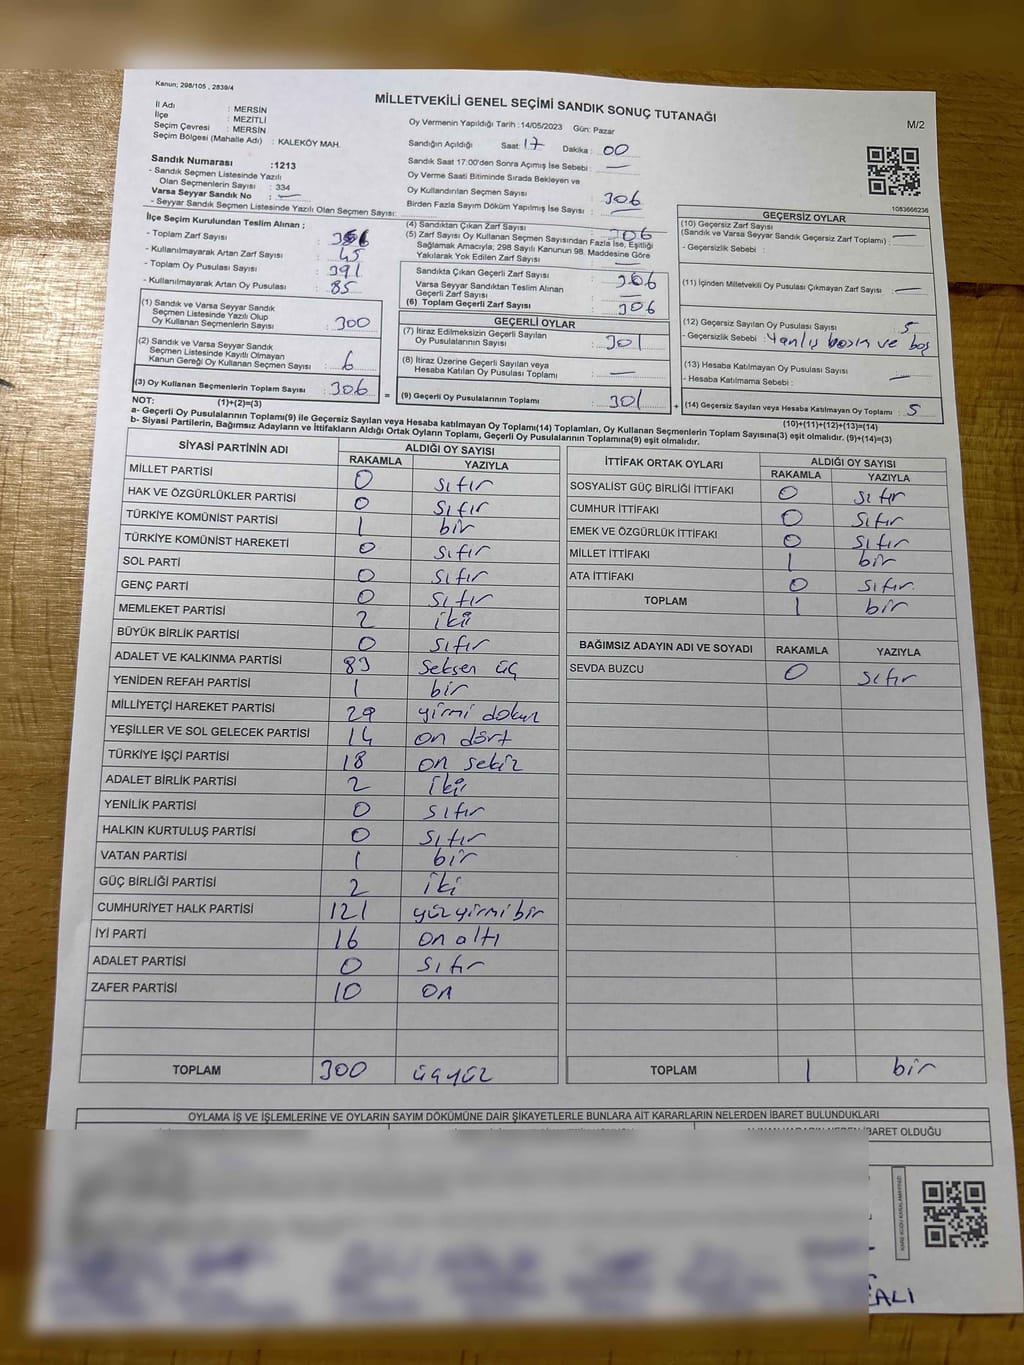 Kanun; 298/105 , 2839/4
MİLLETVEKİLİ GENEL SEÇİMİ SANDIK SONUÇ TUTANAĞI
M/2
İl Adı : MERSİN
İlçe : MEZİTLİ
Seçim Çevresi : MERSİN
Seçim Bölgesi (Mahalle Adı) : KALEKÖY MAH.
Sandık Numarası :1213
- Sandık Seçmen Listesinde Yazılı
Olan Seçmenlerin Sayısı : 334
Varsa Seyyar Sandık No : —
- Seyyar Sandık Seçmen Listesinde Yazılı Olan Seçmen Sayısı:
Oy Vermenin Yapıldığı Tarih :14/05/2023 Gün: Pazar
Sandığın Açıldığı Saat: 17 Dakika : 00
Sandık Saat 17:00'den Sonra Açılmış İse Sebebi : —
Oy Verme Saati Bitiminde Sırada Bekleyen ve
Oy Kullandırılan Seçmen Sayısı : 306
Birden Fazla Sayım Döküm Yapılmış İse Sayısı : —
1083666236
İlçe Seçim Kurulundan Teslim Alınan ;
- Toplam Zarf Sayısı :
- Kullanılmayarak Artan Zarf Sayısı : 45
- Toplam Oy Pusulası Sayısı : 391
- Kullanılmayarak Artan Oy Pusulası : 85
(1) Sandık ve Varsa Seyyar Sandık
Seçmen Listesinde Yazılı Olup
Oy Kullanan Seçmenlerin Sayısı : 300
(2) Sandık ve Varsa Seyyar Sandık
Seçmen Listesinde Kayıtlı Olmayan
Kanun Gereği Oy Kullanan Seçmen Sayısı : 6
(3) Oy Kullanan Seçmenlerin Toplam Sayısı : 306
(4) Sandıktan Çıkan Zarf Sayısı : 306
(5) Zarf Sayısı Oy Kullanan Seçmen Sayısından Fazla İse, Eşitliği
Sağlamak Amacıyla; 298 Sayılı Kanunun 98. Maddesine Göre
Yakılarak Yok Edilen Zarf Sayısı : —
Sandıkta Çıkan Geçerli Zarf Sayısı : 306
Varsa Seyyar Sandıktan Teslim Alınan
Geçerli Zarf Sayısı : —
(6) Toplam Geçerli Zarf Sayısı : 306
GEÇERLİ OYLAR
(7) İtiraz Edilmeksizin Geçerli Sayılan
Oy Pusulalarının Sayısı : 301
(8) İtiraz Üzerine Geçerli Sayılan veya
Hesaba Katılan Oy Pusulası Toplamı : —
= (9) Geçerli Oy Pusulalarının Toplamı : 301
GEÇERSİZ OYLAR
(10) Geçersiz Zarf Sayısı
(Sandık ve Varsa Seyyar Sandık Geçersiz Zarf Toplamı) : —
- Geçersizlik Sebebi :
(11) İçinden Milletvekili Oy Pusulası Çıkmayan Zarf Sayısı : —
(12) Geçersiz Sayılan Oy Pusulası Sayısı : 5
- Geçersizlik Sebebi : Yanlış basım ve boş
(13) Hesaba Katılmayan Oy Pusulası Sayısı : —
- Hesaba Katılmama Sebebi :
+ (14) Geçersiz Sayılan veya Hesaba Katılmayan Oy Toplamı : 5
NOT: (1)+(2)=(3) (10)+(11)+(12)+(13)=(14)
a- Geçerli Oy Pusulalarının Toplamı(9) ile Geçersiz Sayılan veya Hesaba katılmayan Oy Toplamı(14) Toplamları, Oy Kullanan Seçmenlerin Toplam Sayısına(3) eşit olmalıdır. (9)+(14)=(3)
b- Siyasi Partilerin, Bağımsız Adayların ve İttifakların Aldığı Ortak Oyların Toplamı, Geçerli Oy Pusulalarının Toplamına(9) eşit olmalıdır.
SİYASİ PARTİNİN ADI ALDIĞI OY SAYISI
RAKAMLA YAZIYLA
MİLLET PARTİSİ 0 sıfır
HAK VE ÖZGÜRLÜKLER PARTİSİ 0 sıfır
TÜRKİYE KOMÜNİST PARTİSİ 1 bir
TÜRKİYE KOMÜNİST HAREKETİ 0 sıfır
SOL PARTİ 0 sıfır
GENÇ PARTİ 0 sıfır
MEMLEKET PARTİSİ 2 iki
BÜYÜK BİRLİK PARTİSİ 0 sıfır
ADALET VE KALKINMA PARTİSİ 83 seksen üç
YENİDEN REFAH PARTİSİ 1 bir
MİLLİYETÇİ HAREKET PARTİSİ 29 yirmi dokuz
YEŞİLLER VE SOL GELECEK PARTİSİ 14 on dört
TÜRKİYE İŞÇİ PARTİSİ 18 on sekiz
ADALET BİRLİK PARTİSİ 2 iki
YENİLİK PARTİSİ 0 sıfır
HALKIN KURTULUŞ PARTİSİ 0 sıfır
VATAN PARTİSİ 1 bir
GÜÇ BİRLİĞİ PARTİSİ 2 iki
CUMHURİYET HALK PARTİSİ 121 yüzyirmibir
İYİ PARTİ 16 on altı
ADALET PARTİSİ 0 sıfır
ZAFER PARTİSİ 10 on
TOPLAM 300 üçyüz
İTTİFAK ORTAK OYLARI ALDIĞI OY SAYISI
RAKAMLA YAZIYLA
SOSYALİST GÜÇ BİRLİĞİ İTTİFAKI 0 sıfır
CUMHUR İTTİFAKI 0 sıfır
EMEK VE ÖZGÜRLÜK İTTİFAKI 0 sıfır
MİLLET İTTİFAKI 1 bir
ATA İTTİFAKI 0 sıfır
TOPLAM 1 bir
BAĞIMSIZ ADAYIN ADI VE SOYADI RAKAMLA YAZIYLA
SEVDA BUZCU 0 sıfır
TOPLAM 1 bir
OYLAMA İŞ VE İŞLEMLERİNE VE OYLARIN SAYIM DÖKÜMÜNE DAİR ŞİKAYETLERLE BUNLARA AİT KARARLARIN NELERDEN İBARET BULUNDUKLARI
İBARET OLDUĞU